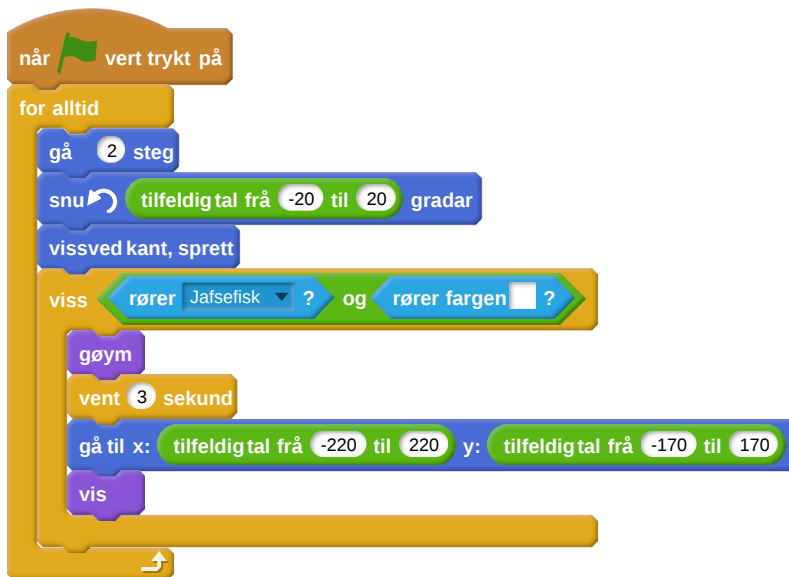 når vert trykt på
for alltid
gå 2 steg
snu tilfeldig tal frå -20 til 20 gradar
vissved kant, sprett
viss rører Jafsefisk ? og rører fargen ?
gøym
vent 3 sekund
gå til x: tilfeldig tal frå -220 til 220 y: tilfeldig tal frå -170 til 170
vis